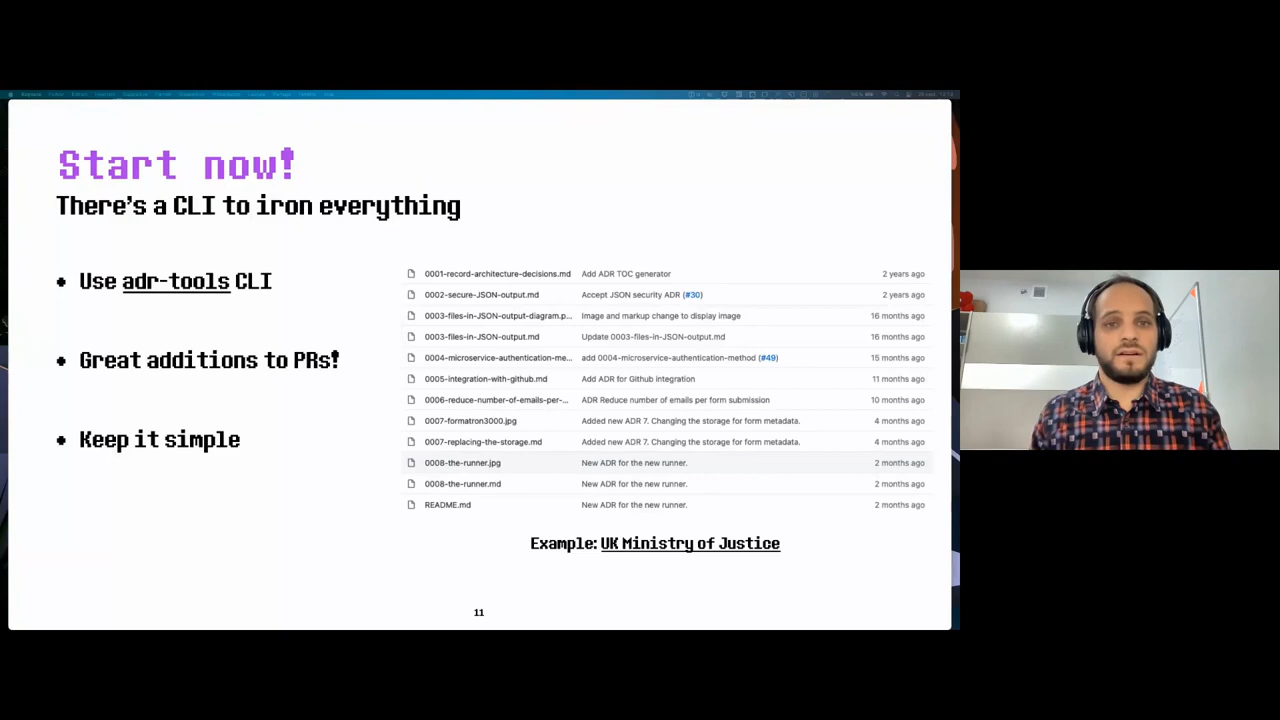 Start now!
There's a CLI to iron everything
• Use adr-tools CLI
• Great additions to PRs!
• Keep it simple
0001-record-architecture-decisions.md Add ADR TOC generator 2 years ago
0002-secure-JSON-output.md Accept JSON security ADR (#30) 2 years ago
0003-files-in-JSON-output-diagram.p... Image and markup change to display image 16 months ago
0003-files-in-JSON-output.md Update 0003-files-in-JSON-output.md 16 months ago
0004-microservice-authentication-me... add 0004-microservice-authentication-method (#49) 15 months ago
0005-integration-with-github.md Add ADR for Github integration 11 months ago
0006-reduce-number-of-emails-per-... ADR Reduce number of emails per form submission 10 months ago
0007-formatron3000.jpg Added new ADR 7. Changing the storage for form metadata. 4 months ago
0007-replacing-the-storage.md Added new ADR 7. Changing the storage for form metadata. 4 months ago
0008-the-runner.jpg New ADR for the new runner. 2 months ago
0008-the-runner.md New ADR for the new runner. 2 months ago
README.md New ADR for the new runner. 2 months ago
Example: UK Ministry of Justice
11